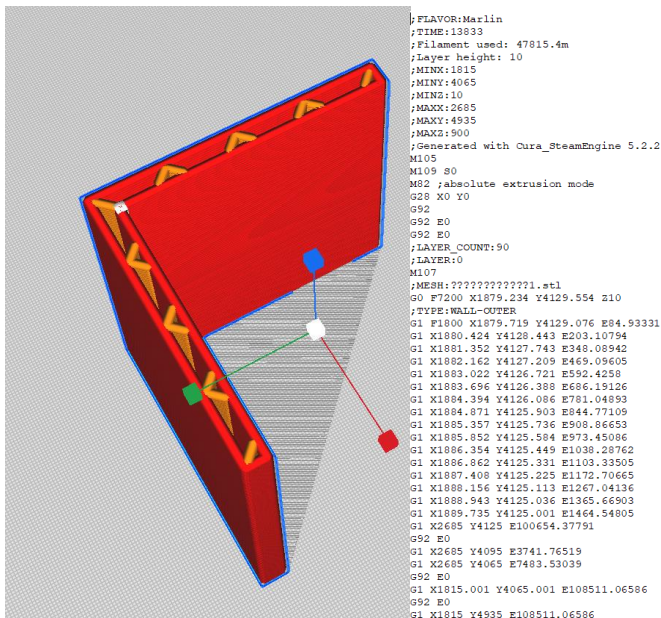 ;FLAVOR:Marlin
;TIME:13833
;Filament used: 47815.4m
;Layer height: 10
;MINX:1815
;MINY:4065
;MINZ:10
;MAXX:2685
;MAXY:4935
;MAXZ:900
;Generated with Cura_SteamEngine 5.2.2
M105
M109 S0
M82 ;absolute extrusion mode
G28 X0 Y0
G92
G92 E0
G92 E0
;LAYER_COUNT:90
;LAYER:0
M107
;MESH:????????????1.stl
G0 F7200 X1879.234 Y4129.554 Z10
;TYPE:WALL-OUTER
G1 F1800 X1879.719 Y4129.076 E84.93331
G1 X1880.424 Y4128.443 E203.10794
G1 X1881.352 Y4127.743 E348.08942
G1 X1882.162 Y4127.209 E469.09605
G1 X1883.022 Y4126.721 E592.4258
G1 X1883.696 Y4126.388 E686.19126
G1 X1884.394 Y4126.086 E781.04893
G1 X1884.871 Y4125.903 E844.77109
G1 X1885.357 Y4125.736 E908.86653
G1 X1885.852 Y4125.584 E973.45086
G1 X1886.354 Y4125.449 E1038.28762
G1 X1886.862 Y4125.331 E1103.33505
G1 X1887.408 Y4125.225 E1172.70665
G1 X1888.156 Y4125.113 E1267.04136
G1 X1888.943 Y4125.036 E1365.66903
G1 X1889.735 Y4125.001 E1464.54805
G1 X2685 Y4125 E100654.37791
G92 E0
G1 X2685 Y4095 E3741.76519
G1 X2685 Y4065 E7483.53039
G92 E0
G1 X1815.001 Y4065.001 E108511.06586
G92 E0
G1 X1815 Y4935 E108511.06586